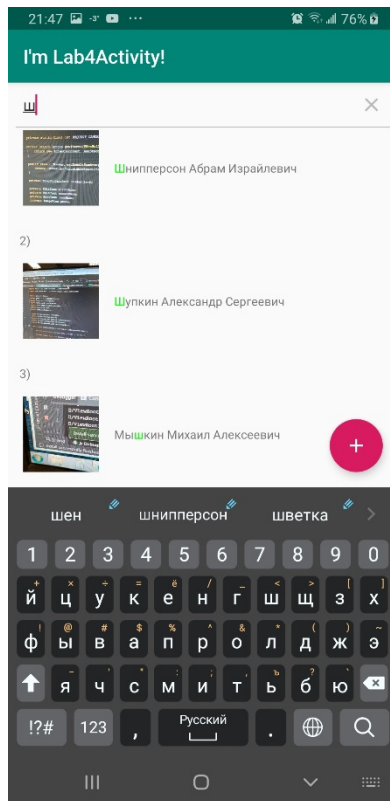 21:47 -3° ... 76%
I'm Lab4Activity!
ш
Шнипперсон Абрам Израйлевич
2)
Шупкин Александр Сергеевич
3)
Мышкин Михаил Алексеевич
+
шен шнипперсон шветка
1 2 3 4 5 6 7 8 9 0
й ц у к е н г ш щ з х
ф ы в а п р о л д ж э
я ч с м и т ь б ю
!?# 123 , Русский .